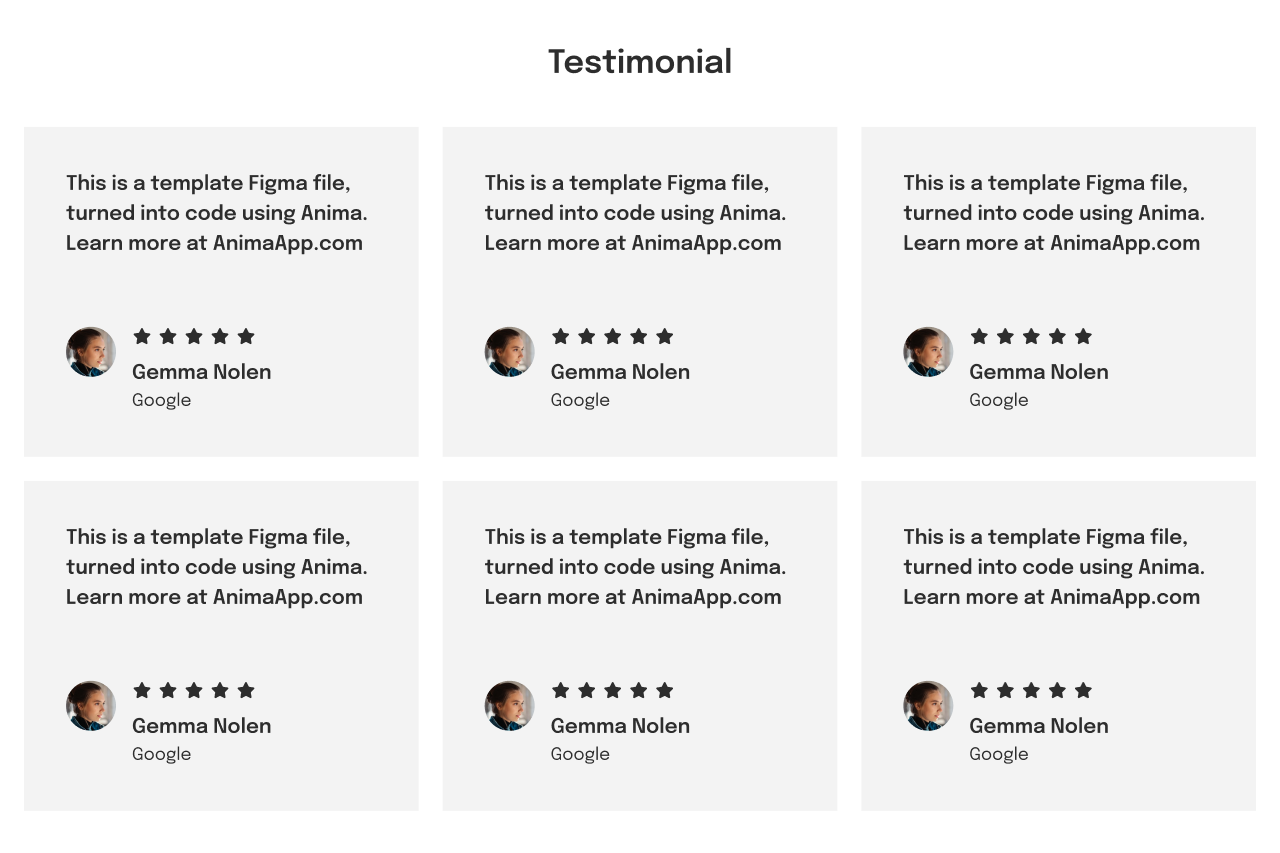 Testimonial
This is a template Figma file,
turned into code using Anima.
Learn more at AnimaApp.com
Gemma Nolen
Google
This is a template Figma file,
turned into code using Anima.
Learn more at AnimaApp.com
Gemma Nolen
Google
This is a template Figma file,
turned into code using Anima.
Learn more at AnimaApp.com
Gemma Nolen
Google
This is a template Figma file,
turned into code using Anima.
Learn more at AnimaApp.com
Gemma Nolen
Google
This is a template Figma file,
turned into code using Anima.
Learn more at AnimaApp.com
Gemma Nolen
Google
This is a template Figma file,
turned into code using Anima.
Learn more at AnimaApp.com
Gemma Nolen
Google